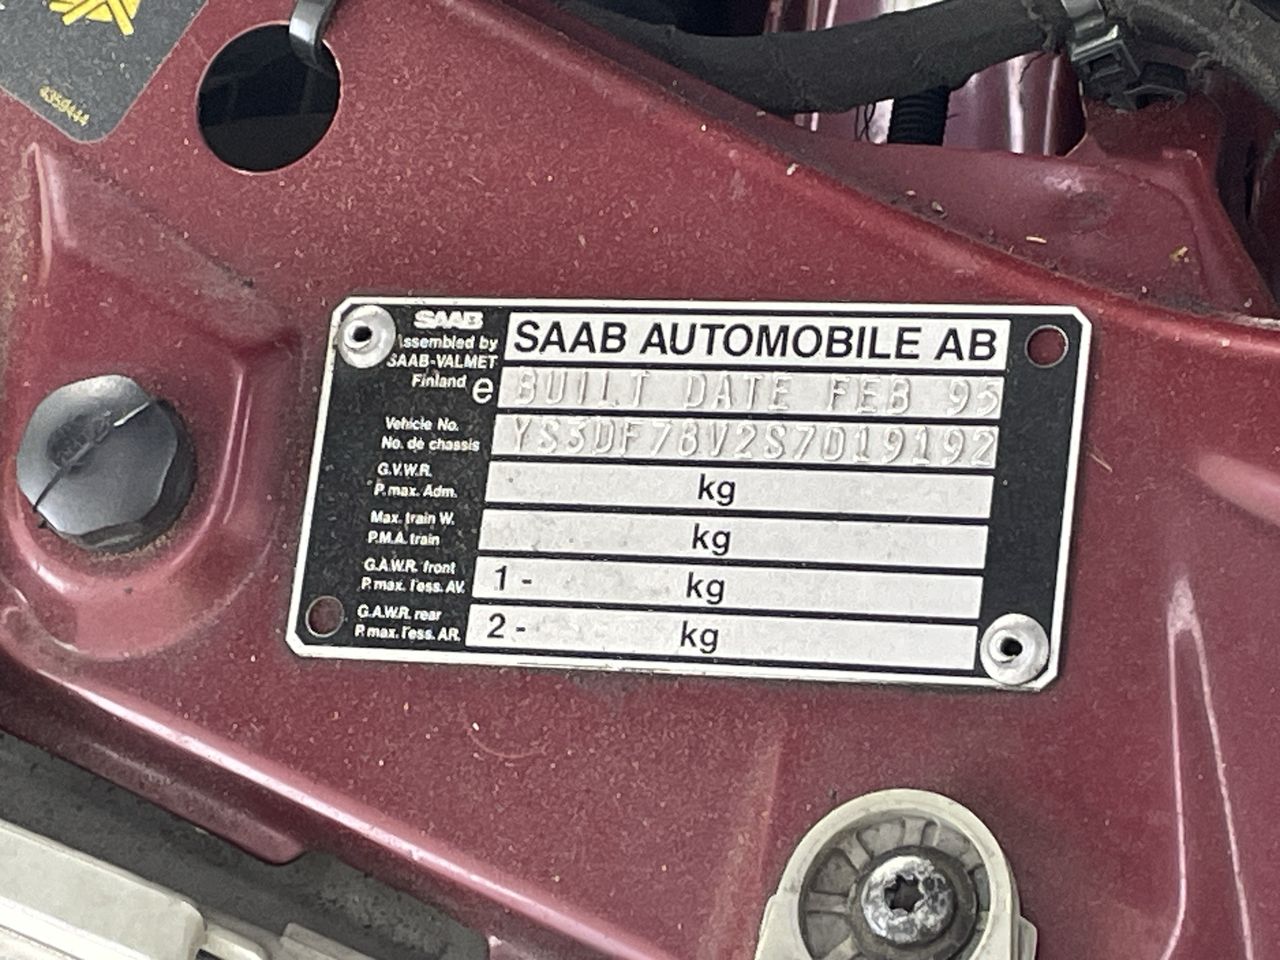 4359444
SAAB
Assembled by
SAAB-VALMET
Finland
e
SAAB AUTOMOBILE AB
BUILT DATE FEB 95
Vehicle No.
No. de chassis
YS3DF78V2S7019192
G.V.W.R.
P. max. Adm.
kg
Max. train W.
P.M.A. train
kg
G.A.W.R. front
P. max. l'ess. AV.
1 - kg
G.A.W.R. rear
P. max. l'ess. AR.
2 - kg